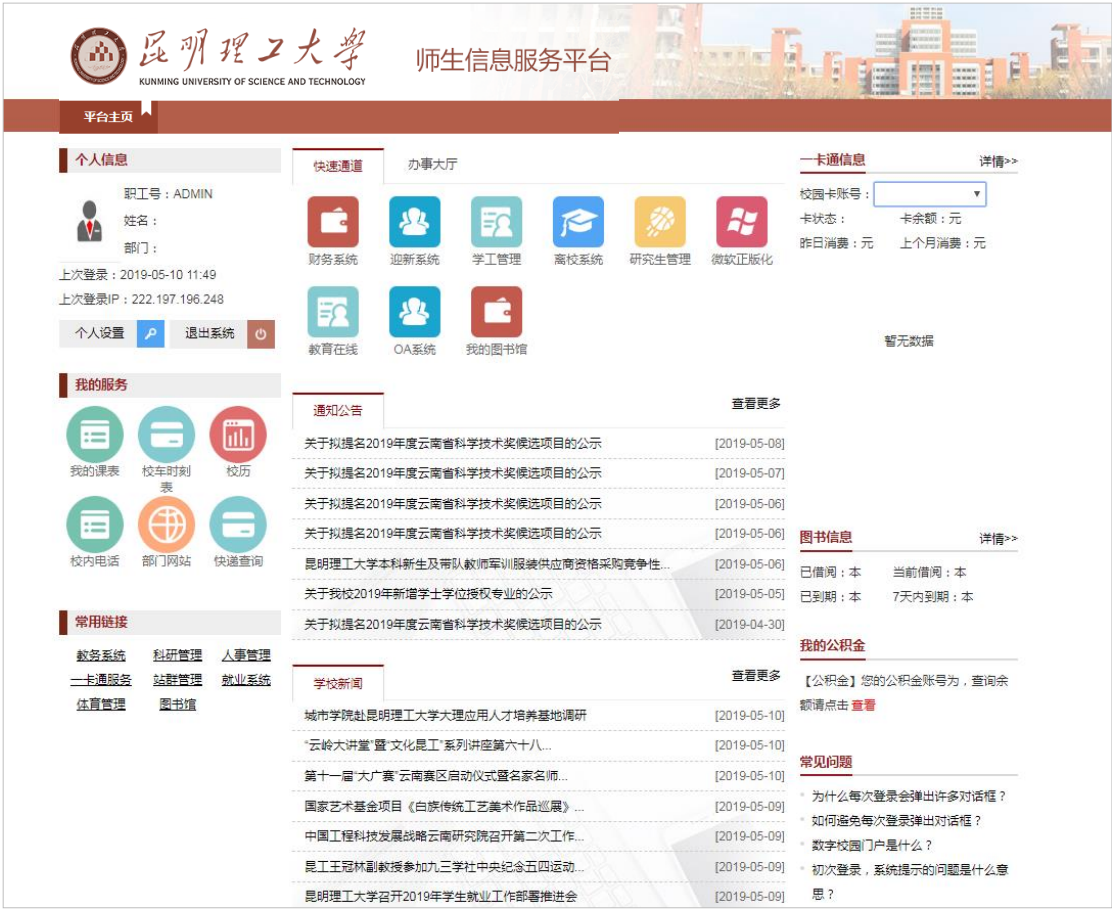 昆明理工大学
KUNMING UNIVERSITY OF SCIENCE AND TECHNOLOGY
师生信息服务平台
平台主页
个人信息
职工号：ADMIN
姓名：
部门：
上次登录：2019-05-10 11:49
上次登录IP：222.197.196.248
个人设置
退出系统
我的服务
我的课表
校车时刻
表
校历
校内电话
部门网站
快递查询
常用链接
教务系统 科研管理 人事管理
一卡通服务 站群管理 就业系统
体育管理 图书馆
快速通道 办事大厅
财务系统 迎新系统 学工管理 离校系统 研究生管理 微软正版化
教育在线 OA系统 我的图书馆
通知公告 查看更多
关于拟提名2019年度云南省科学技术奖候选项目的公示 [2019-05-08]
关于拟提名2019年度云南省科学技术奖候选项目的公示 [2019-05-07]
关于拟提名2019年度云南省科学技术奖候选项目的公示 [2019-05-06]
关于拟提名2019年度云南省科学技术奖候选项目的公示 [2019-05-06]
昆明理工大学本科新生及带队教师军训服装供应商资格采购竞争性... [2019-05-06]
关于我校2019年新增学士学位授权专业的公示 [2019-05-05]
关于拟提名2019年度云南省科学技术奖候选项目的公示 [2019-04-30]
学校新闻 查看更多
城市学院赴昆明理工大学大理应用人才培养基地调研 [2019-05-10]
“云岭大讲堂”暨“文化昆工”系列讲座第六十八... [2019-05-10]
第十一届“大广赛”云南赛区启动仪式暨名家名师... [2019-05-10]
国家艺术基金项目《白族传统工艺美术作品巡展》... [2019-05-09]
中国工程科技发展战略云南研究院召开第二次工作... [2019-05-09]
昆工王冠林副教授参加九三学社中央纪念五四运动... [2019-05-09]
昆明理工大学召开2019年学生就业工作部署推进会 [2019-05-09]
一卡通信息 详情>>
校园卡账号：
卡状态： 卡余额：元
昨日消费：元 上个月消费：元
暂无数据
图书信息 详情>>
已借阅：本 当前借阅：本
已到期：本 7天内到期：本
我的公积金
【公积金】您的公积金账号为，查询余
额请点击 查看
常见问题
为什么每次登录会弹出许多对话框？
如何避免每次登录弹出对话框？
数字校园门户是什么？
初次登录，系统提示的问题是什么意
思？